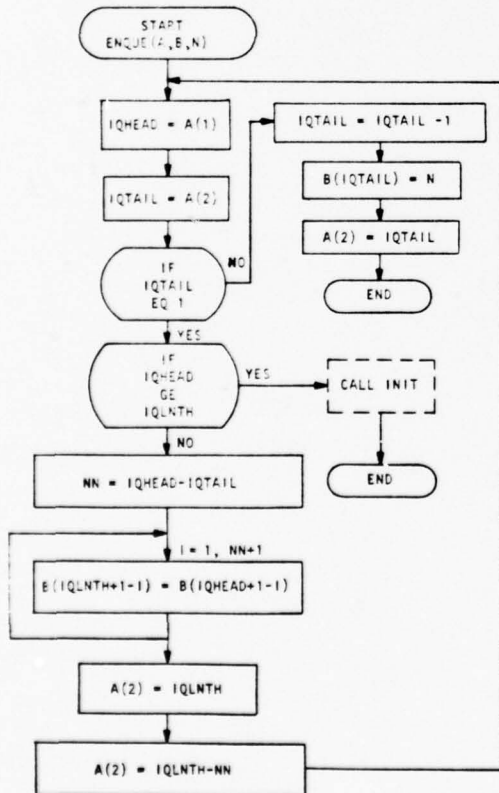 START
ENQUE(A,B,N)
IQHEAD = A(1)
IQTAIL = A(2)
IF
IQTAIL
EQ 1
NO
YES
IQTAIL = IQTAIL -1
B(IQTAIL) = N
A(2) = IQTAIL
END
IF
IQHEAD
GE
IQLNTH
YES
NO
CALL INIT
END
NN = IQHEAD-IQTAIL
I = 1, NN+1
B(IQLNTH+1-I) = B(IQHEAD+1-I)
A(2) = IQLNTH
A(2) = IQLNTH-NN